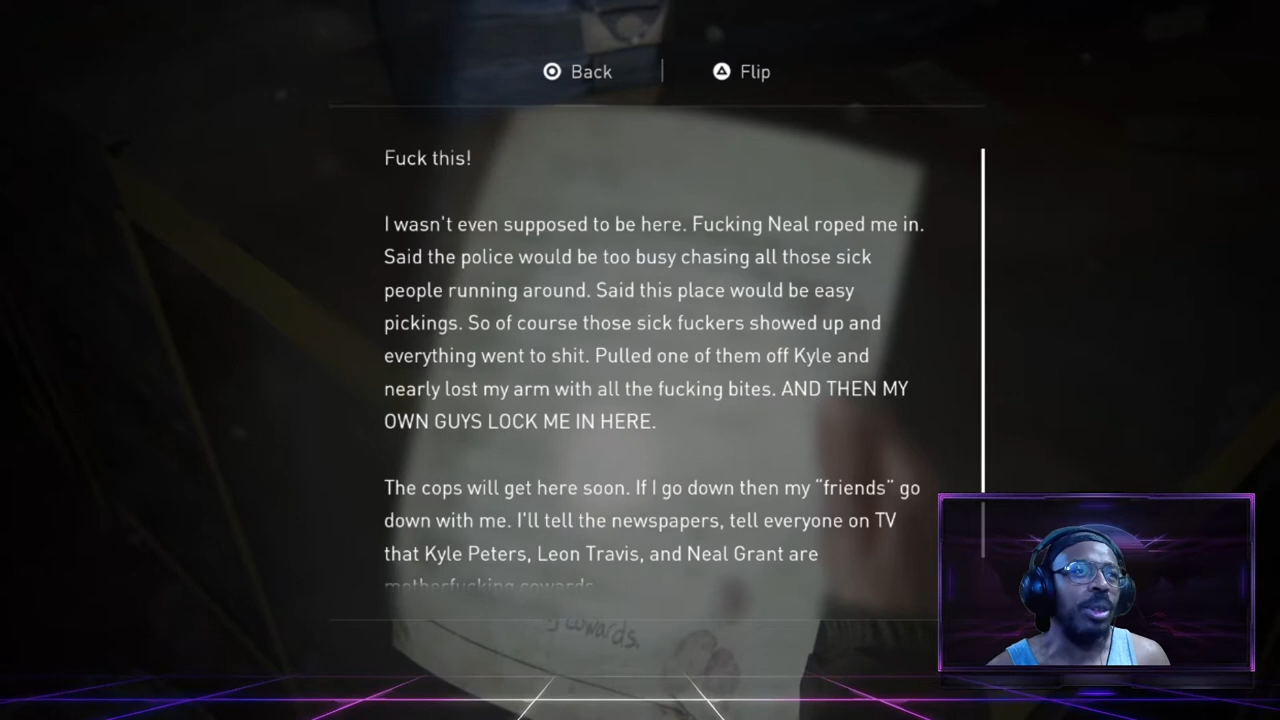 Back | Flip
Fuck this!
I wasn't even supposed to be here. Fucking Neal roped me in.
Said the police would be too busy chasing all those sick
people running around. Said this place would be easy
pickings. So of course those sick fuckers showed up and
everything went to shit. Pulled one of them off Kyle and
nearly lost my arm with all the fucking bites. AND THEN MY
OWN GUYS LOCK ME IN HERE.
The cops will get here soon. If I go down then my “friends” go
down with me. I'll tell the newspapers, tell everyone on TV
that Kyle Peters, Leon Travis, and Neal Grant are
motherfucking cowards.
cowards.